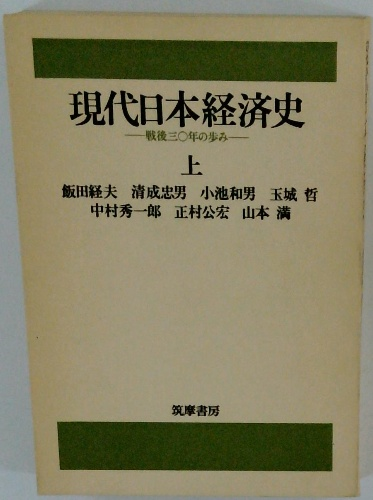 現代日本経済史
―戦後三〇年の歩み―
上
飯田経夫 清成忠男 小池和男 玉城 哲
中村秀一郎 正村公宏 山本 満
筑摩書房